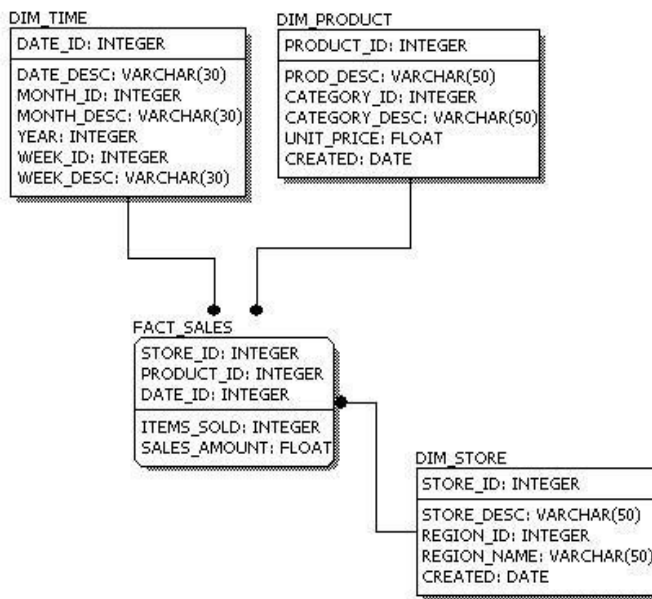 DIM_TIME
DATE_ID: INTEGER
DATE_DESC: VARCHAR(30)
MONTH_ID: INTEGER
MONTH_DESC: VARCHAR(30)
YEAR: INTEGER
WEEK_ID: INTEGER
WEEK_DESC: VARCHAR(30)
DIM_PRODUCT
PRODUCT_ID: INTEGER
PROD_DESC: VARCHAR(50)
CATEGORY_ID: INTEGER
CATEGORY_DESC: VARCHAR(50)
UNIT_PRICE: FLOAT
CREATED: DATE
FACT_SALES
STORE_ID: INTEGER
PRODUCT_ID: INTEGER
DATE_ID: INTEGER
ITEMS_SOLD: INTEGER
SALES_AMOUNT: FLOAT
DIM_STORE
STORE_ID: INTEGER
STORE_DESC: VARCHAR(50)
REGION_ID: INTEGER
REGION_NAME: VARCHAR(50)
CREATED: DATE